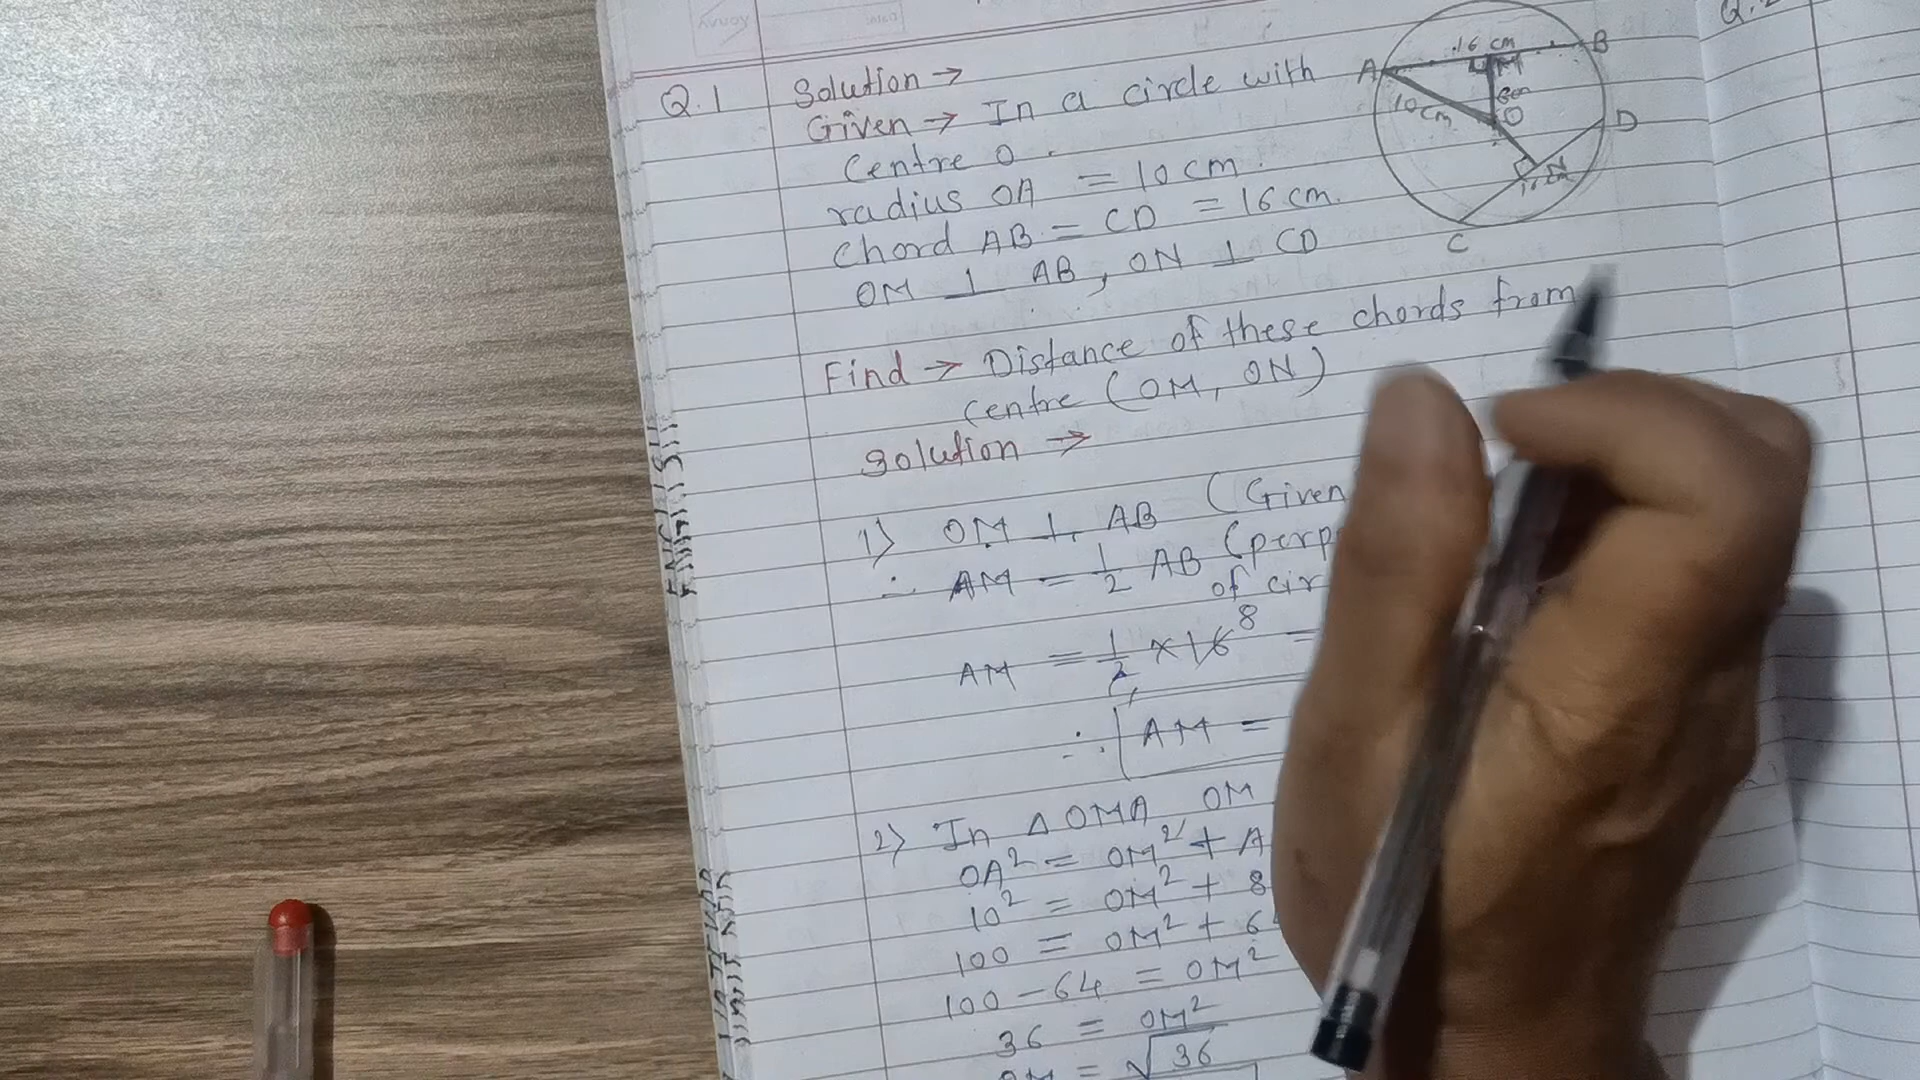 Q.1
Solution →
Given → In a circle with
Centre O.
radius OA = 10 cm.
Chord AB = CD = 16 cm.
OM ⊥ AB, ON ⊥ CD
A
16 cm
B
M
10 cm
O
D
N
C
Find → Distance of these chords from
centre (OM, ON)
Solution →
1) OM ⊥ AB (Given
∴ AM = 1/2 AB (perp
of cir
AM = 1/2 × 16 8 =
∴ AM =
2) In △ OMA OM
OA² = OM² + A
10² = OM² + 8
100 = OM² + 6
100 - 64 = OM²
36 = OM²
OM = √36